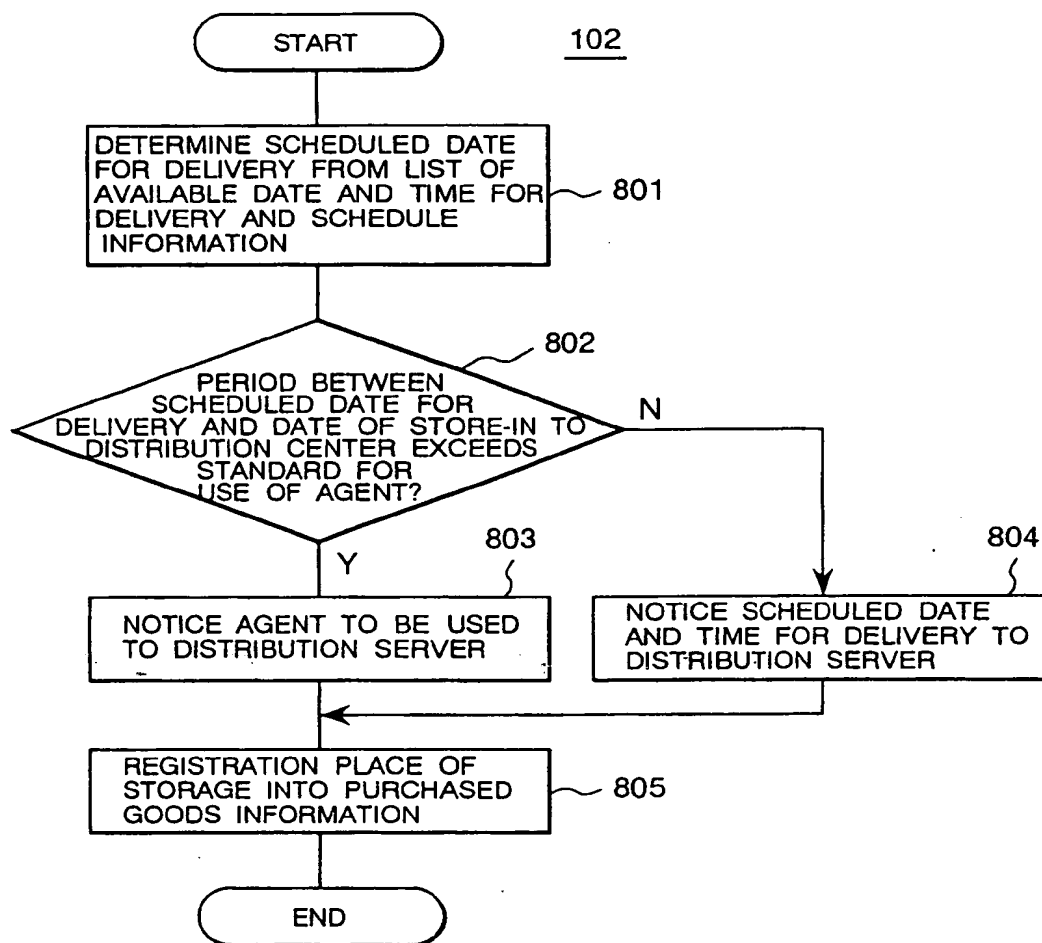 START
102
DETERMINE SCHEDULED DATE
FOR DELIVERY FROM LIST OF
AVAILABLE DATE AND TIME FOR
DELIVERY AND SCHEDULE
INFORMATION
801
802
PERIOD BETWEEN
SCHEDULED DATE FOR
DELIVERY AND DATE OF STORE-IN TO
DISTRIBUTION CENTER EXCEEDS
STANDARD FOR
USE OF AGENT?
N
Y
803
804
NOTICE AGENT TO BE USED
TO DISTRIBUTION SERVER
NOTICE SCHEDULED DATE
AND TIME FOR DELIVERY TO
DISTRIBUTION SERVER
REGISTRATION PLACE OF
STORAGE INTO PURCHASED
GOODS INFORMATION
805
END